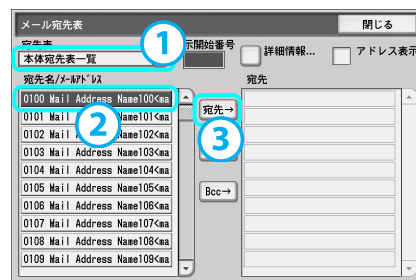 メール宛先表
閉じる
宛先表
示開始番号
本体宛先表一覧
1
詳細情報...
アドレス表示
宛先名/メールアドレス
宛先
0100 Mail Address Name100<ma
0101 Mail Address Name101<ma
0102 Mail Address Name102<ma
0103 Mail Address Name103<ma
0104 Mail Address Name104<ma
0105 Mail Address Name105<ma
0106 Mail Address Name106<ma
0107 Mail Address Name107<ma
0108 Mail Address Name108<ma
0109 Mail Address Name109<ma
2
宛先→
3
Bcc→